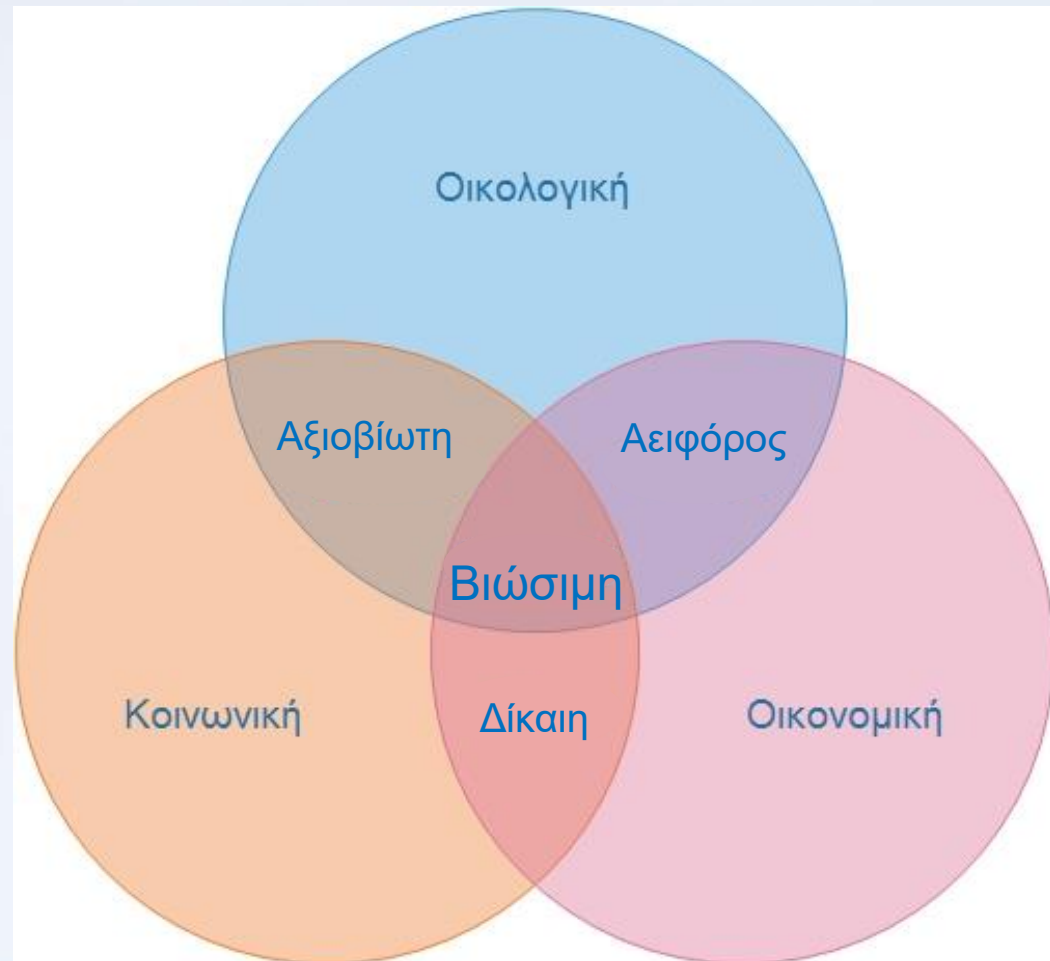 Οικολογική
Αξιοβίωτη
Αειφόρος
Βιώσιμη
Κοινωνική
Δίκαιη
Οικονομική